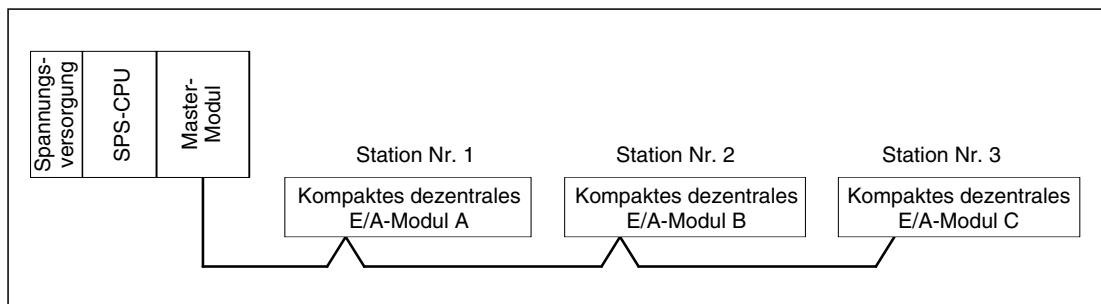 Spannungs-
versorgung
SPS-CPU
Master-
Modul
Station Nr. 1
Station Nr. 2
Station Nr. 3
Kompaktes dezentrales
E/A-Modul A
Kompaktes dezentrales
E/A-Modul B
Kompaktes dezentrales
E/A-Modul C